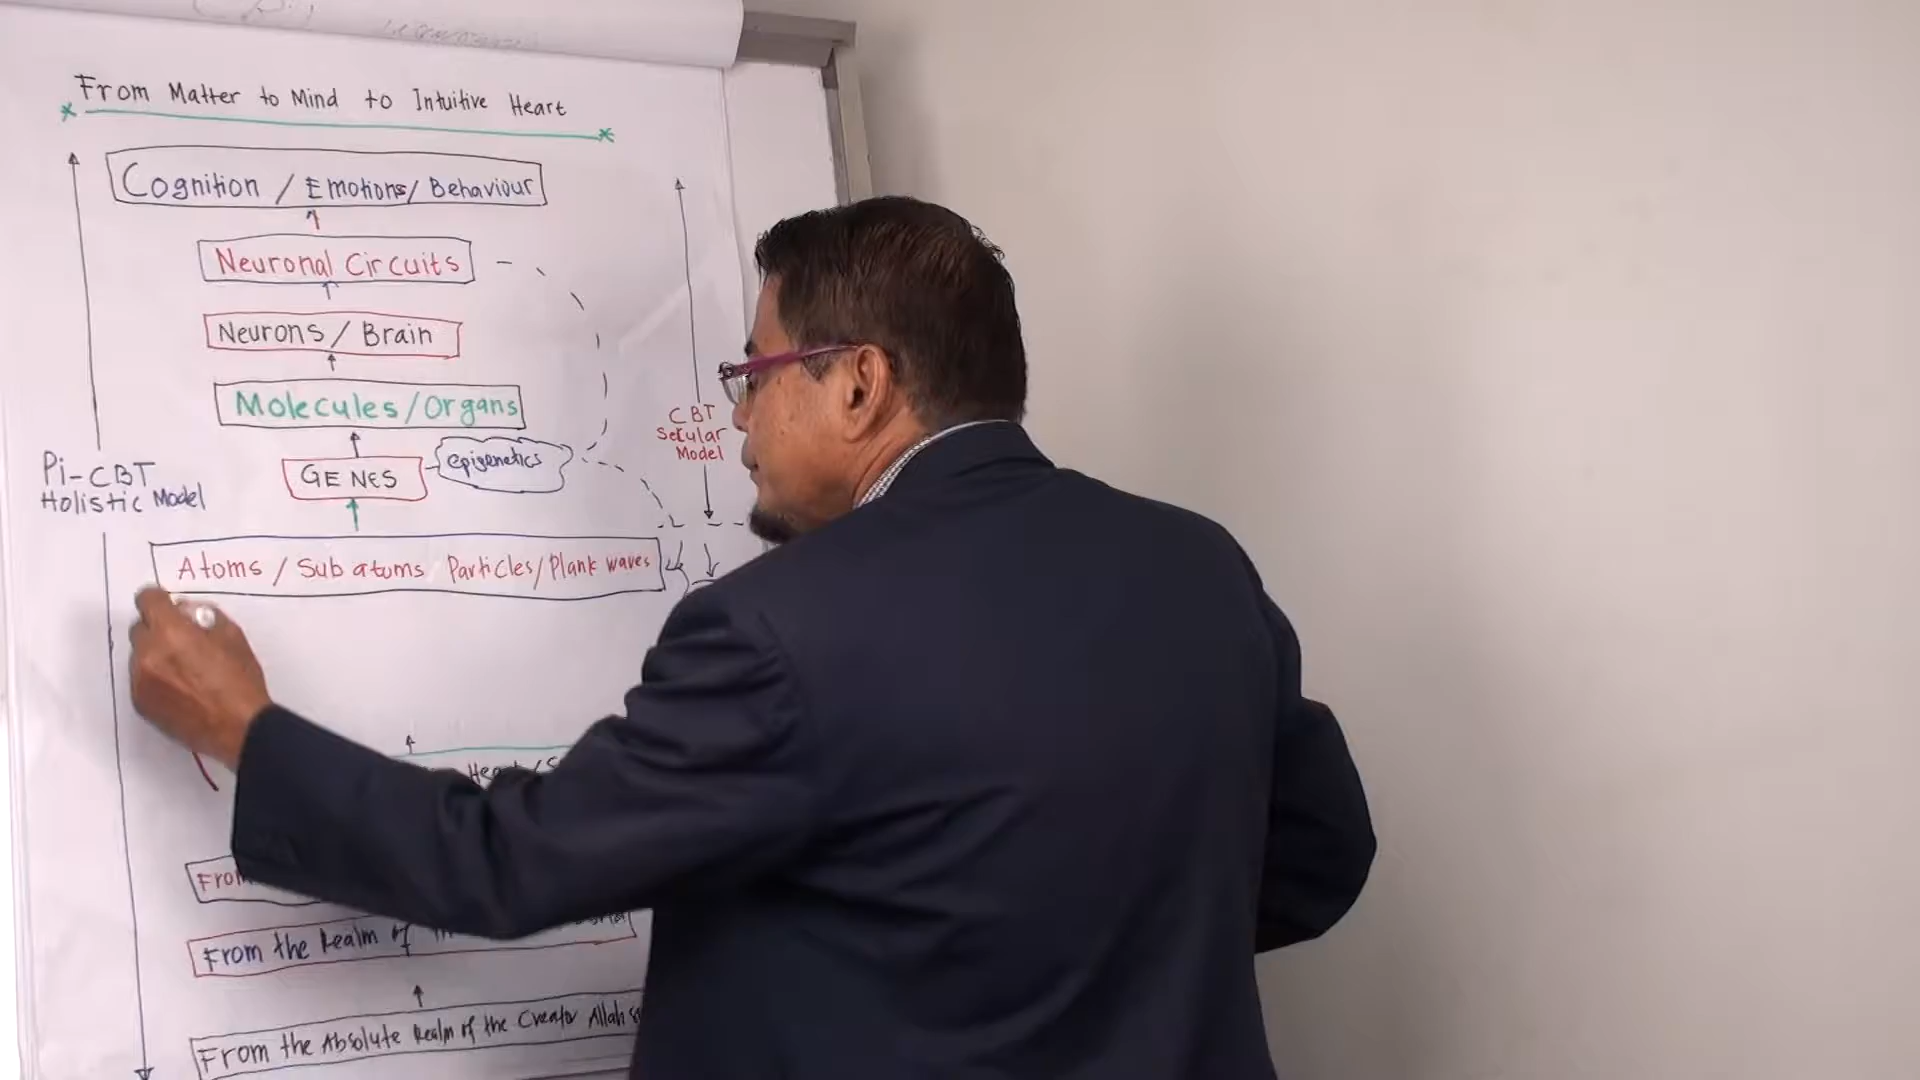 From Matter to Mind to Intuitive Heart
Cognition / Emotions / Behaviour
Neuronal Circuits
Neurons / Brain
Molecules / Organs
CBT
Secular
Model
GENES
epigenetics
Pi-CBT
Holistic Model
Atoms / Sub atoms Particles / Plank waves
From
From the Realm of
From the Absolute Realm of the Creator Allah